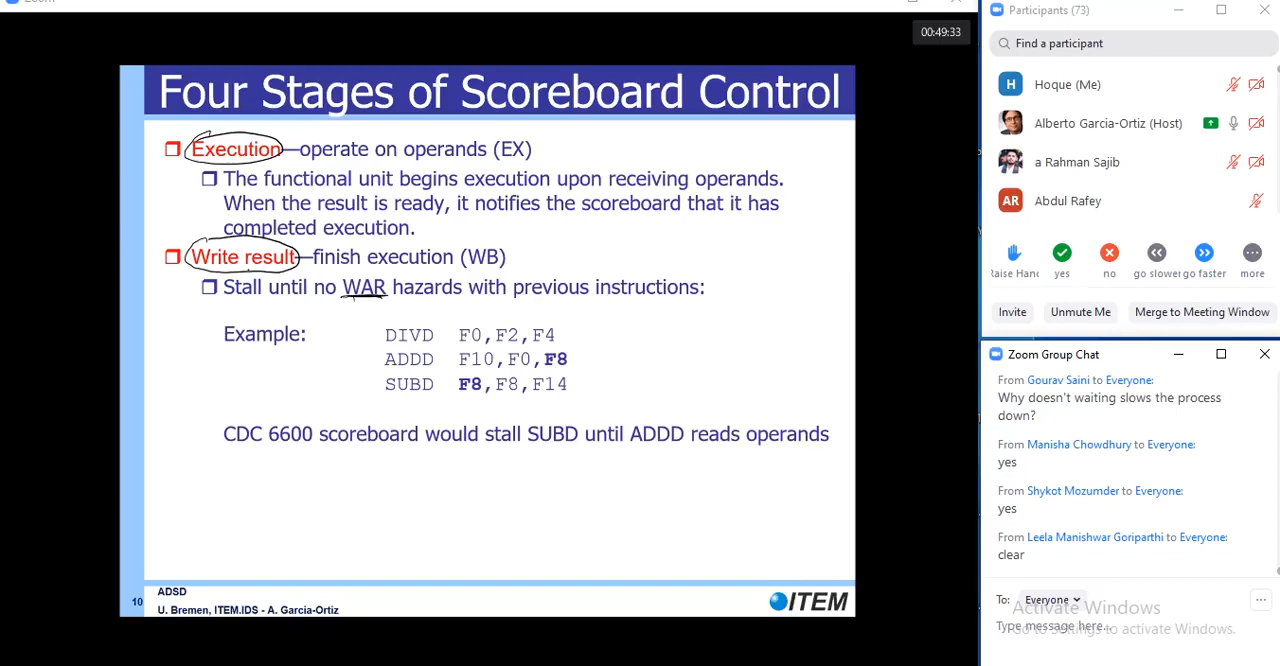 Zoom
00:49:33
Four Stages of Scoreboard Control
Execution—operate on operands (EX)
The functional unit begins execution upon receiving operands.
When the result is ready, it notifies the scoreboard that it has
completed execution.
Write result—finish execution (WB)
Stall until no WAR hazards with previous instructions:
Example:
DIVD F0,F2,F4
ADDD F10,F0,F8
SUBD F8,F8,F14
CDC 6600 scoreboard would stall SUBD until ADDD reads operands
10
ADSD
U. Bremen, ITEM.IDS - A. Garcia-Ortiz
ITEM
Participants (73)
Find a participant
H Hoque (Me)
Alberto Garcia-Ortiz (Host)
a Rahman Sajib
AR Abdul Rafey
Raise Hand yes no go slower go faster more
Invite Unmute Me Merge to Meeting Window
Zoom Group Chat
From Gourav Saini to Everyone:
Why doesn't waiting slows the process
down?
From Manisha Chowdhury to Everyone:
yes
From Shykot Mozumder to Everyone:
yes
From Leela Manishwar Goriparthi to Everyone:
clear
To: Everyone
Activate Windows
Type message here...
Go to Settings to activate Windows.